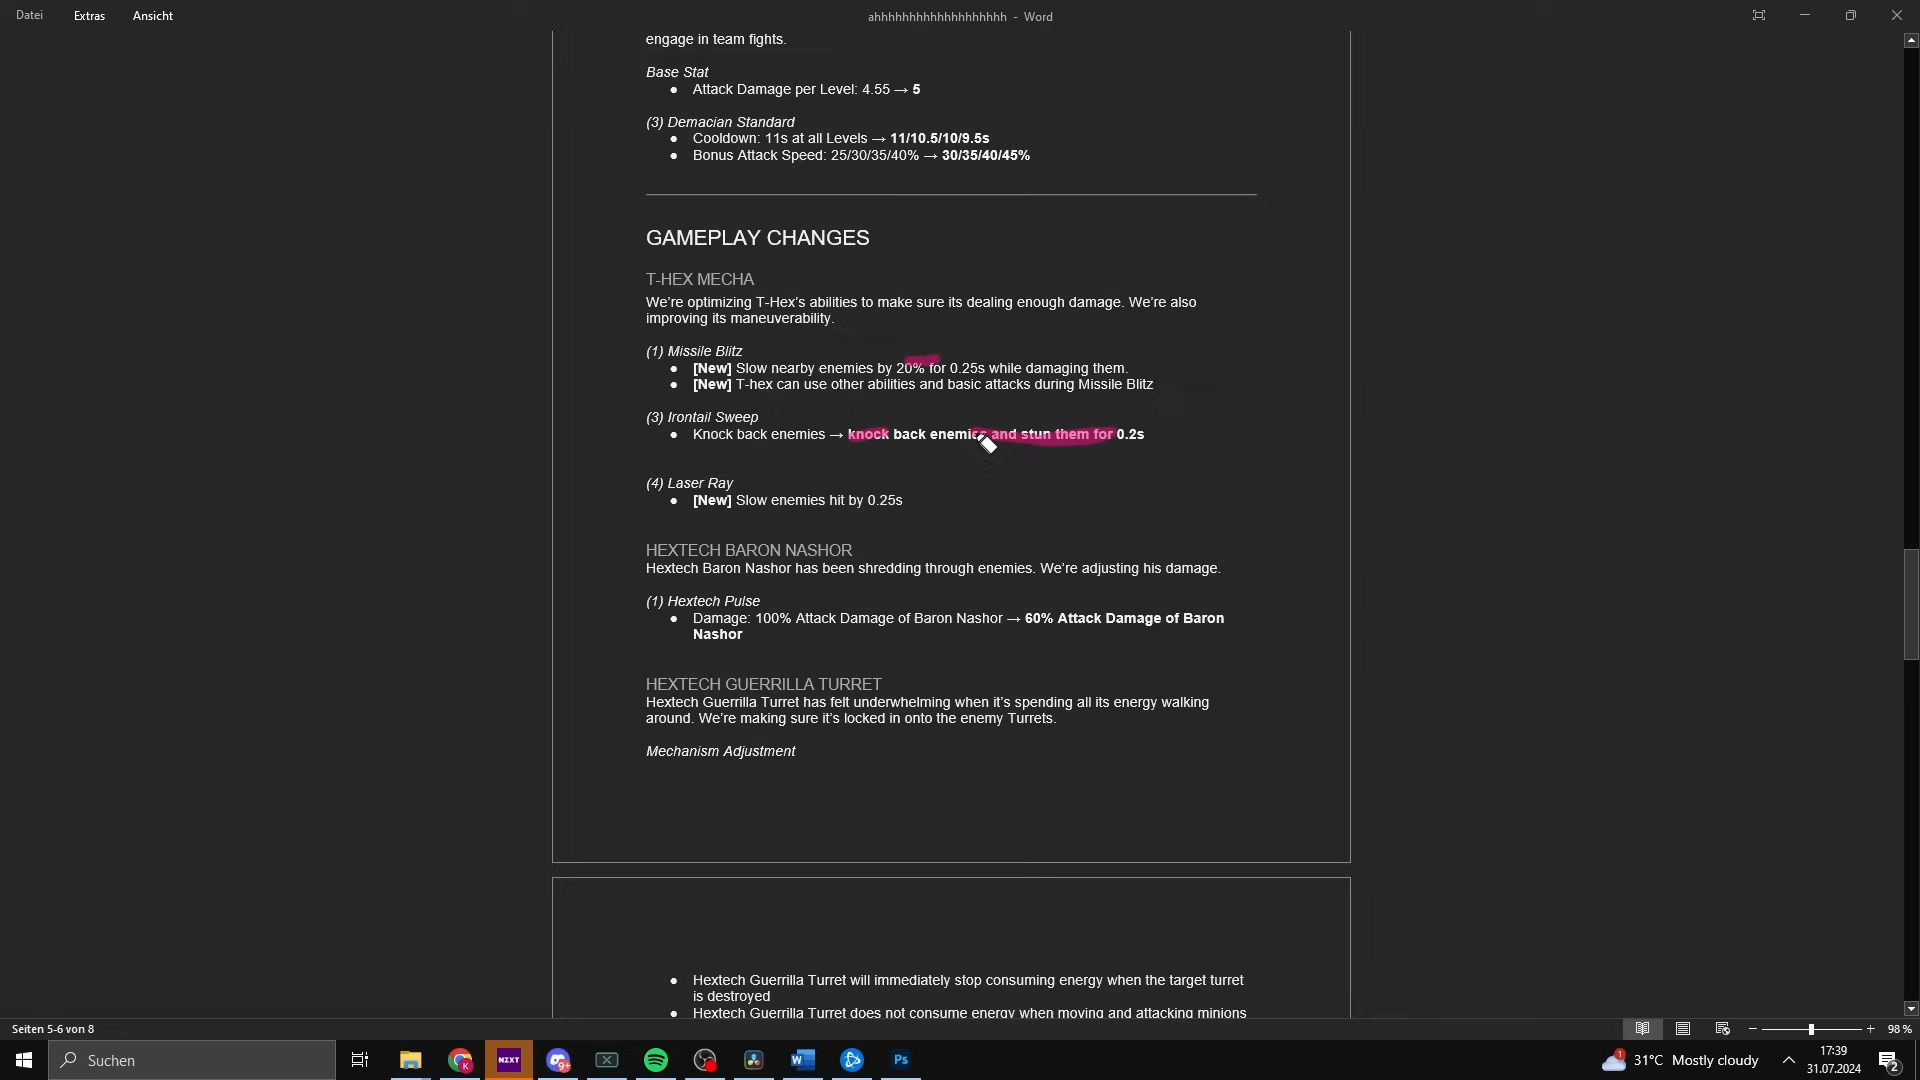 Datei Extras Ansicht ahhhhhhhhhhhhhhhhhhh - Word
engage in team fights.
Base Stat
● Attack Damage per Level: 4.55 → 5
(3) Demacian Standard
● Cooldown: 11s at all Levels → 11/10.5/10/9.5s
● Bonus Attack Speed: 25/30/35/40% → 30/35/40/45%
GAMEPLAY CHANGES
T-HEX MECHA
We're optimizing T-Hex's abilities to make sure its dealing enough damage. We're also
improving its maneuverability.
(1) Missile Blitz
● [New] Slow nearby enemies by 20% for 0.25s while damaging them.
● [New] T-hex can use other abilities and basic attacks during Missile Blitz
(3) Irontail Sweep
● Knock back enemies → knock back enemies and stun them for 0.2s
(4) Laser Ray
● [New] Slow enemies hit by 0.25s
HEXTECH BARON NASHOR
Hextech Baron Nashor has been shredding through enemies. We're adjusting his damage.
(1) Hextech Pulse
● Damage: 100% Attack Damage of Baron Nashor → 60% Attack Damage of Baron
Nashor
HEXTECH GUERRILLA TURRET
Hextech Guerrilla Turret has felt underwhelming when it's spending all its energy walking
around. We're making sure it's locked in onto the enemy Turrets.
Mechanism Adjustment
● Hextech Guerrilla Turret will immediately stop consuming energy when the target turret
is destroyed
● Hextech Guerrilla Turret does not consume energy when moving and attacking minions
Seiten 5-6 von 8 98 %
Suchen NZXT K 9+ W Ps 1 31°C Mostly cloudy 17:39
31.07.2024 2